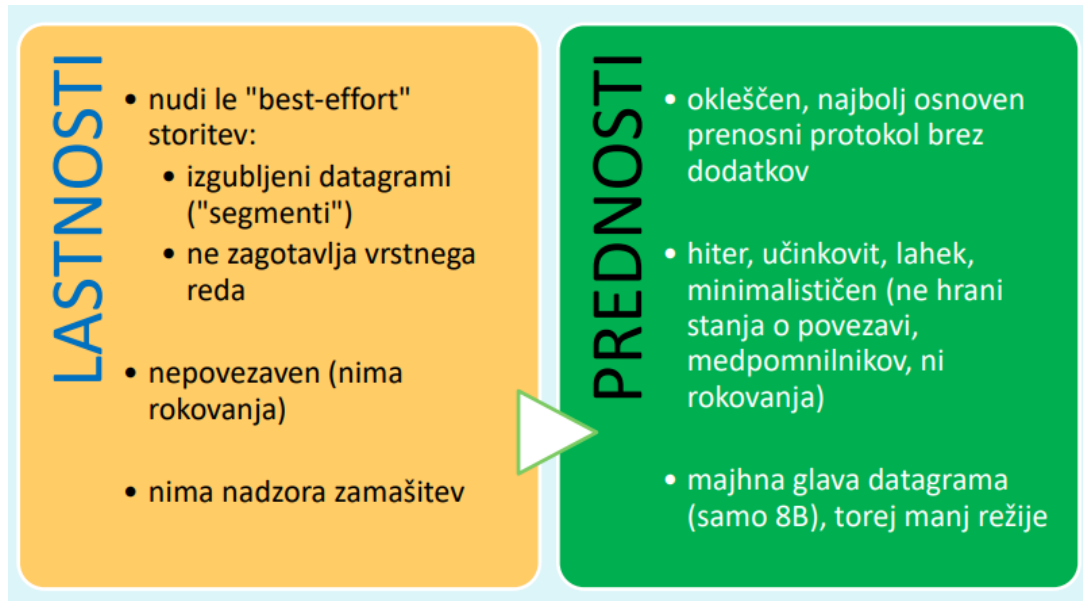 LASTNOSTI
• nudi le "best-effort"
storitev:
• izgubljeni datagrami
("segmenti")
• ne zagotavlja vrstnega
reda
• nepovezaven (nima
rokovanja)
• nima nadzora zamašitev
PREDNOSTI
• okleščen, najbolj osnoven
prenosni protokol brez
dodatkov
• hiter, učinkovit, lahek,
minimalističen (ne hrani
stanja o povezavi,
medpomnilnikov, ni
rokovanja)
• majhna glava datagrama
(samo 8B), torej manj režije